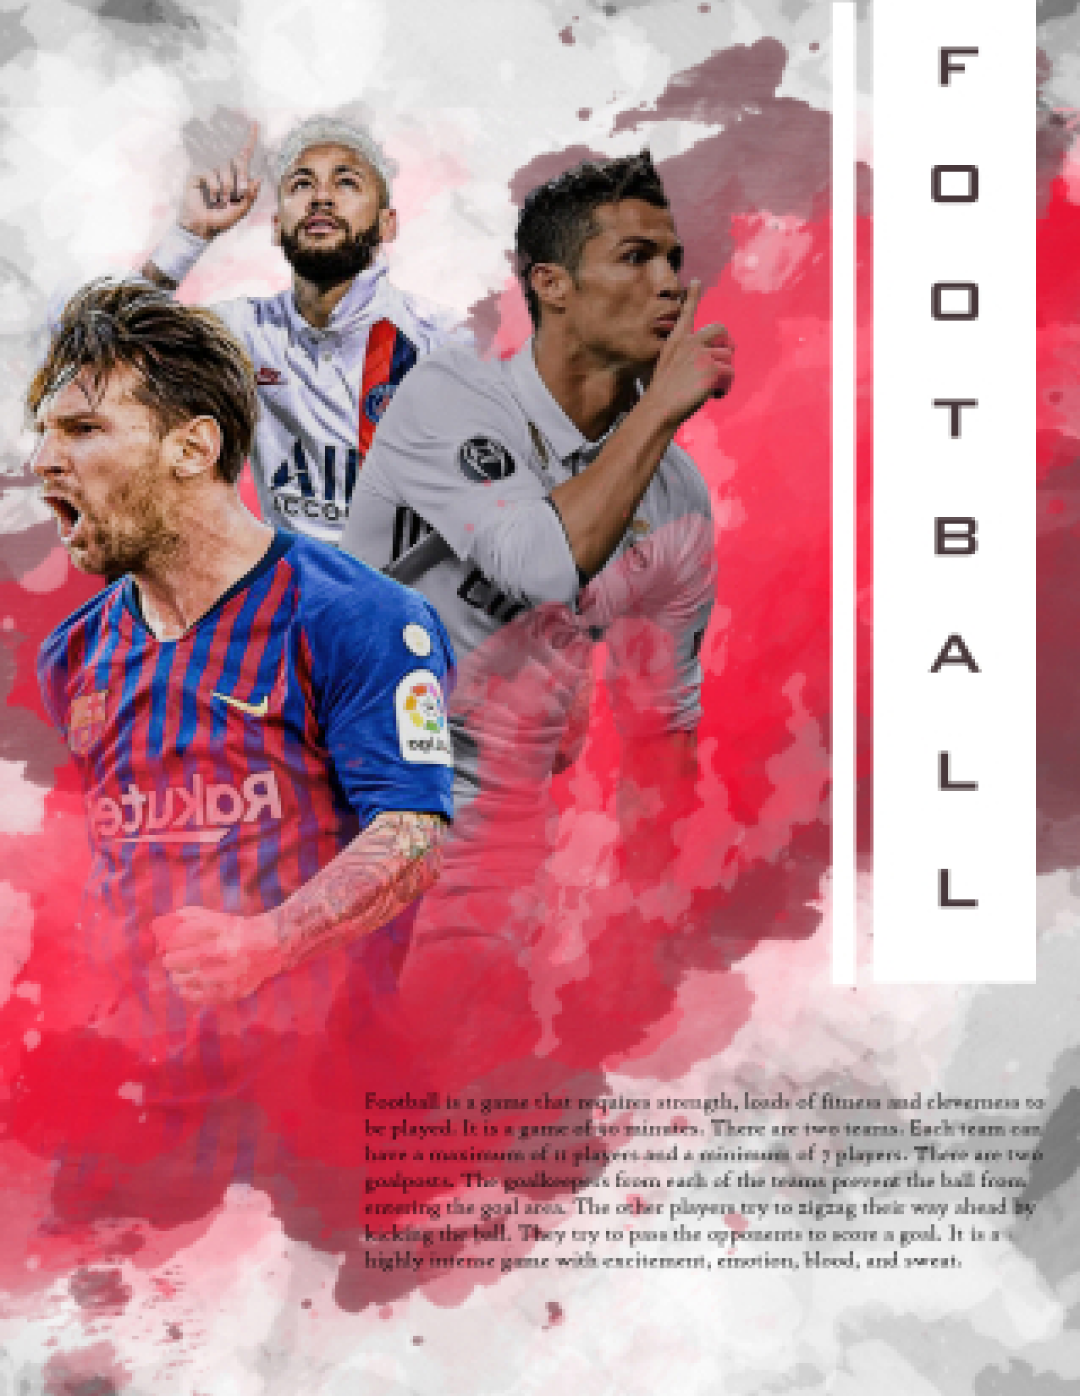 FOOTBALL
AII
ACCO
Rakute
Football is a game that requires strength, loads of fitness and cleverness to
be played. It is a game of 90 minutes. There are two teams. Each team can
have a maximum of 11 players and a minimum of 7 players. There are two
goalposts. The goalkeepers from each of the teams prevent the ball from
entering the goal area. The other players try to zigzag their way ahead by
kicking the ball. They try to pass the opponents to score a goal. It is a
highly intense game with excitement, emotion, blood, and sweat.